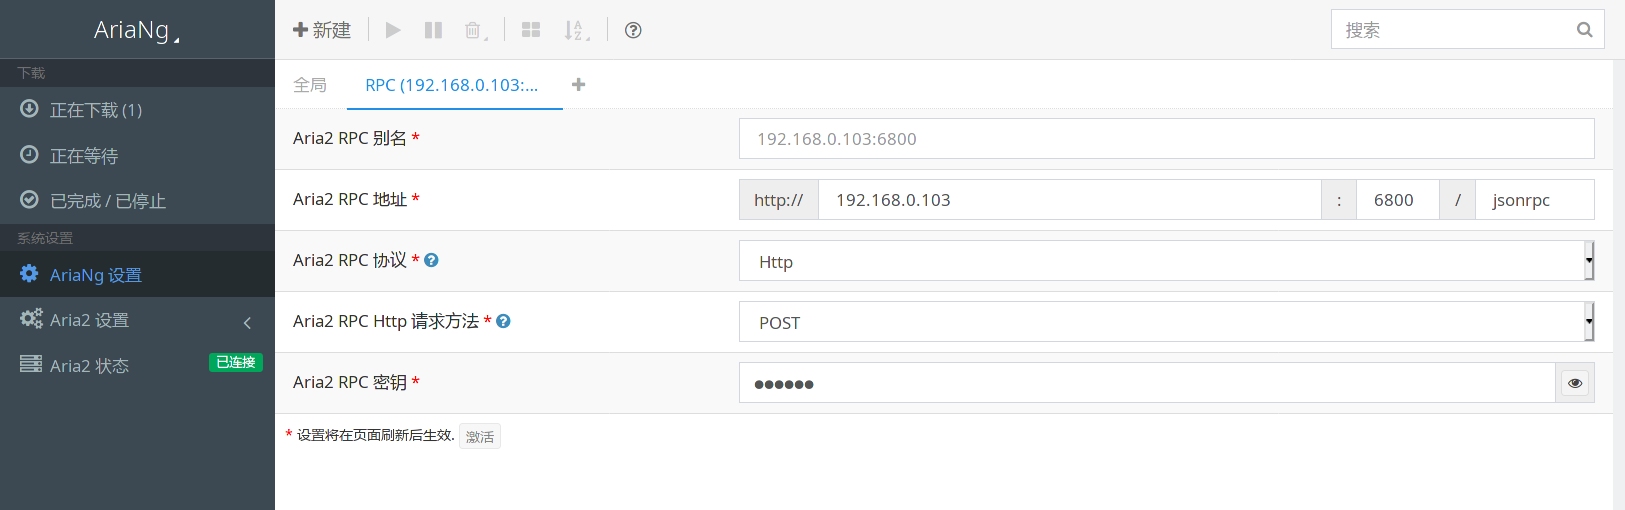 AriaNg
新建
搜索
下载
正在下载 (1)
正在等待
已完成 / 已停止
系统设置
AriaNg 设置
Aria2 设置
Aria2 状态 已连接
全局 RPC (192.168.0.103:...
Aria2 RPC 别名 * 192.168.0.103:6800
Aria2 RPC 地址 * http:// 192.168.0.103 : 6800 / jsonrpc
Aria2 RPC 协议 * Http
Aria2 RPC Http 请求方法 * POST
Aria2 RPC 密钥 * ●●●●●●
* 设置将在页面刷新后生效. 激活